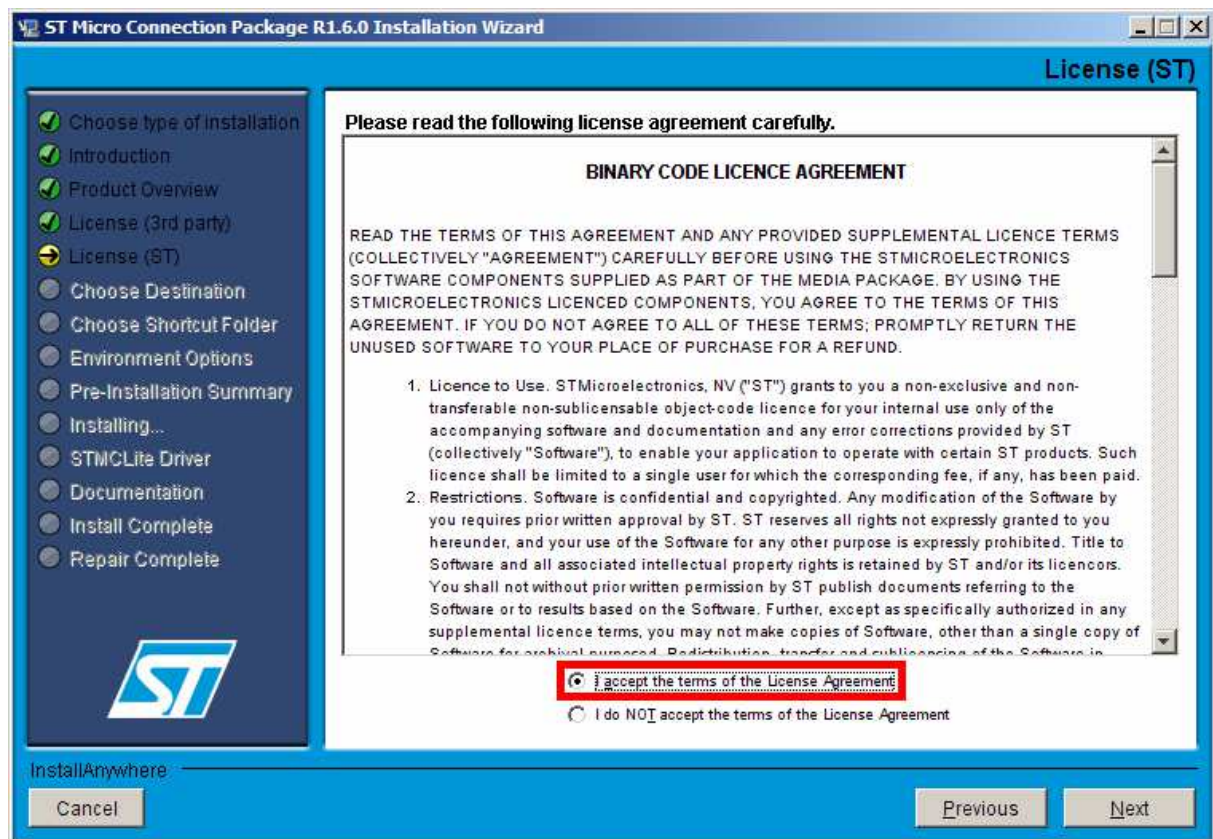 ST Micro Connection Package R1.6.0 Installation Wizard
License (ST)
Choose type of installation
Introduction
Product Overview
License (3rd party)
License (ST)
Choose Destination
Choose Shortcut Folder
Environment Options
Pre-Installation Summary
Installing...
STMCLite Driver
Documentation
Install Complete
Repair Complete
ST
Please read the following license agreement carefully.
BINARY CODE LICENCE AGREEMENT
READ THE TERMS OF THIS AGREEMENT AND ANY PROVIDED SUPPLEMENTAL LICENCE TERMS
(COLLECTIVELY "AGREEMENT") CAREFULLY BEFORE USING THE STMICROELECTRONICS
SOFTWARE COMPONENTS SUPPLIED AS PART OF THE MEDIA PACKAGE. BY USING THE
STMICROELECTRONICS LICENCED COMPONENTS, YOU AGREE TO THE TERMS OF THIS
AGREEMENT. IF YOU DO NOT AGREE TO ALL OF THESE TERMS; PROMPTLY RETURN THE
UNUSED SOFTWARE TO YOUR PLACE OF PURCHASE FOR A REFUND.
1. Licence to Use. STMicroelectronics, NV ("ST") grants to you a non-exclusive and non-
transferable non-sublicensable object-code licence for your internal use only of the
accompanying software and documentation and any error corrections provided by ST
(collectively "Software"), to enable your application to operate with certain ST products. Such
licence shall be limited to a single user for which the corresponding fee, if any, has been paid.
2. Restrictions. Software is confidential and copyrighted. Any modification of the Software by
you requires prior written approval by ST. ST reserves all rights not expressly granted to you
hereunder, and your use of the Software for any other purpose is expressly prohibited. Title to
Software and all associated intellectual property rights is retained by ST and/or its licencors.
You shall not without prior written permission by ST publish documents referring to the
Software or to results based on the Software. Further, except as specifically authorized in any
supplemental licence terms, you may not make copies of Software, other than a single copy of
Software for archival purposed. Redistribution, transfer and sublicensing of the Software in
I accept the terms of the License Agreement
I do NOT accept the terms of the License Agreement
InstallAnywhere
Cancel
Previous
Next